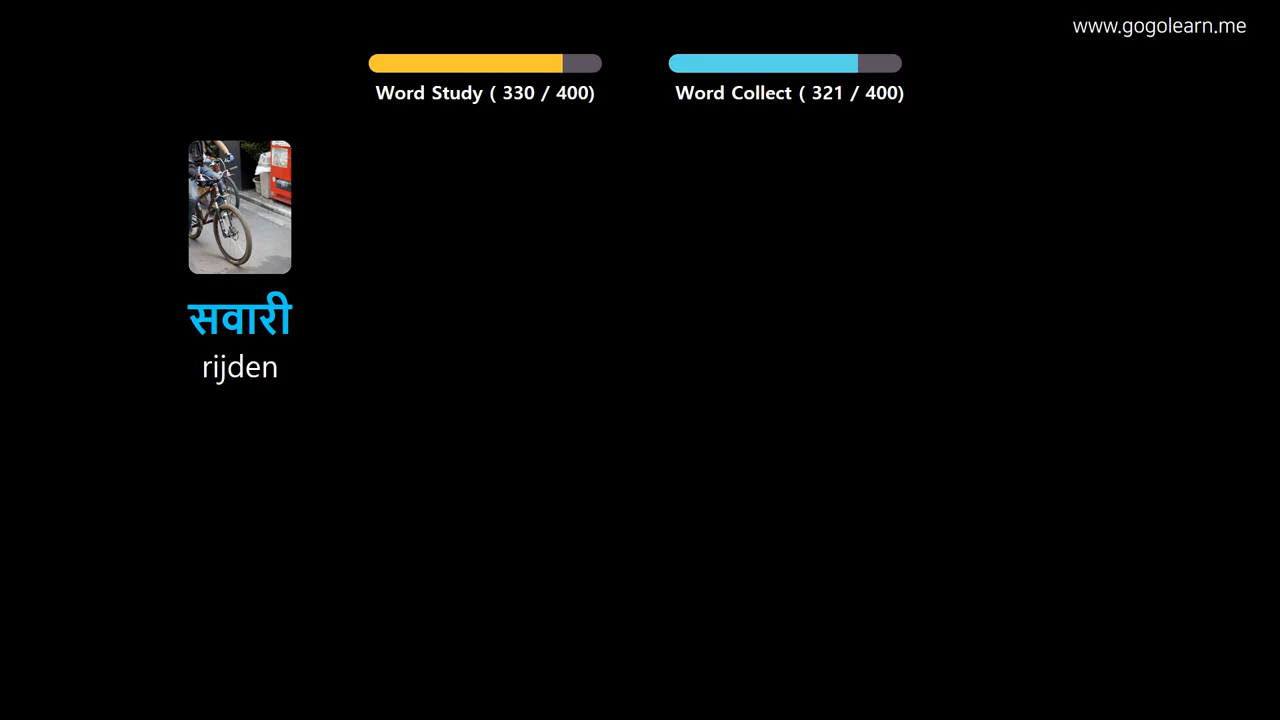 www.gogolearn.me
Word Study ( 330 / 400)
Word Collect ( 321 / 400)
सवारी
rijden